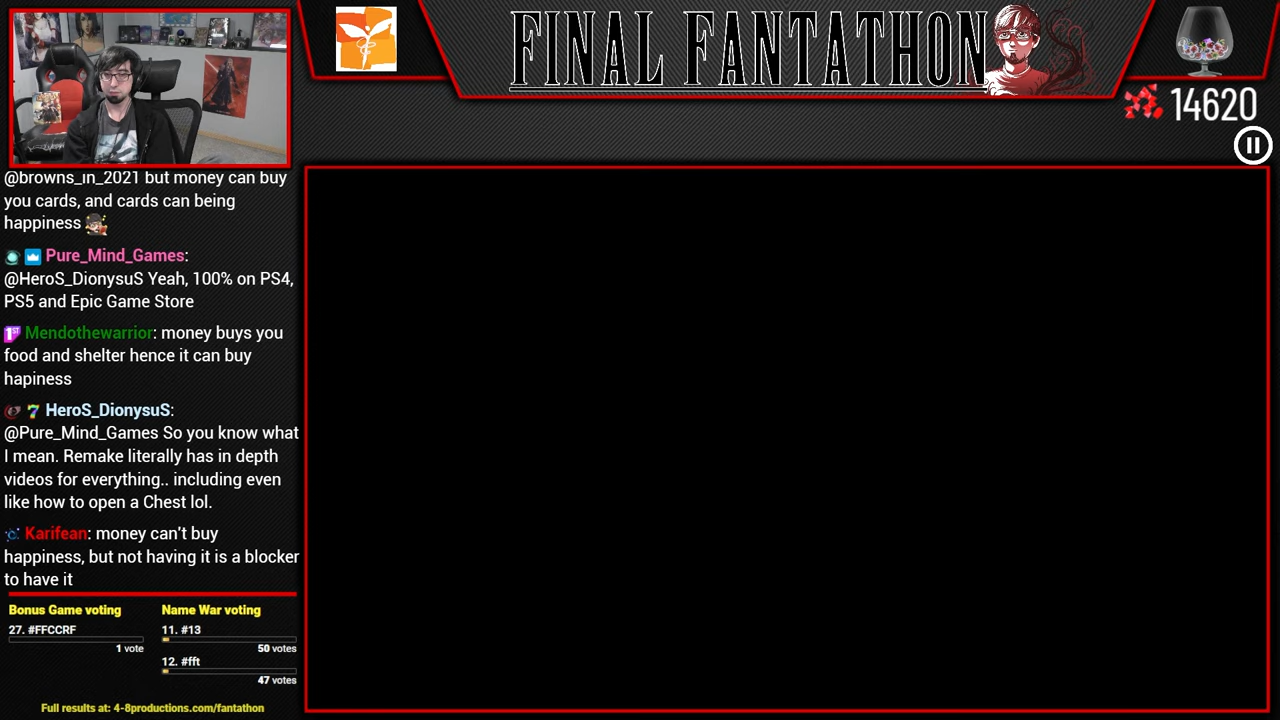 FINAL FANTATHON
14620
@browns_in_2021 but money can buy
you cards, and cards can being
happiness
Pure_Mind_Games:
@HeroS_DionysuS Yeah, 100% on PS4,
PS5 and Epic Game Store
Mendothewarrior: money buys you
food and shelter hence it can buy
hapiness
HeroS_DionysuS:
@Pure_Mind_Games So you know what
I mean. Remake literally has in depth
videos for everything.. including even
like how to open a Chest lol.
Karifean: money can't buy
happiness, but not having it is a blocker
to have it
Bonus Game voting
27. #FFCCRF
1 vote
Name War voting
11. #13
50 votes
12. #fft
47 votes
Full results at: 4-8productions.com/fantathon